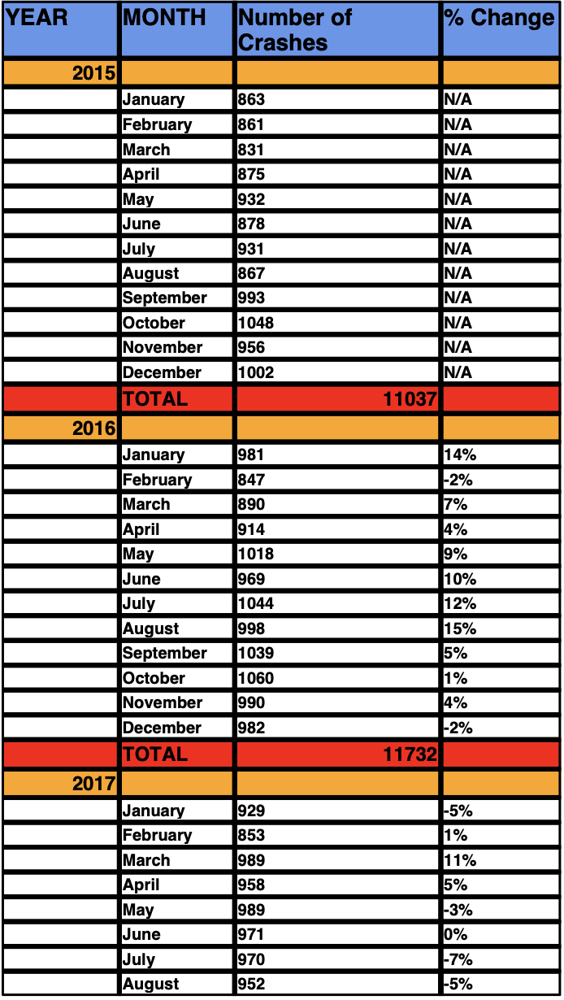 YEAR MONTH Number of Crashes % Change
2015
January 863 N/A
February 861 N/A
March 831 N/A
April 875 N/A
May 932 N/A
June 878 N/A
July 931 N/A
August 867 N/A
September 993 N/A
October 1048 N/A
November 956 N/A
December 1002 N/A
TOTAL 11037
2016
January 981 14%
February 847 -2%
March 890 7%
April 914 4%
May 1018 9%
June 969 10%
July 1044 12%
August 998 15%
September 1039 5%
October 1060 1%
November 990 4%
December 982 -2%
TOTAL 11732
2017
January 929 -5%
February 853 1%
March 989 11%
April 958 5%
May 989 -3%
June 971 0%
July 970 -7%
August 952 -5%